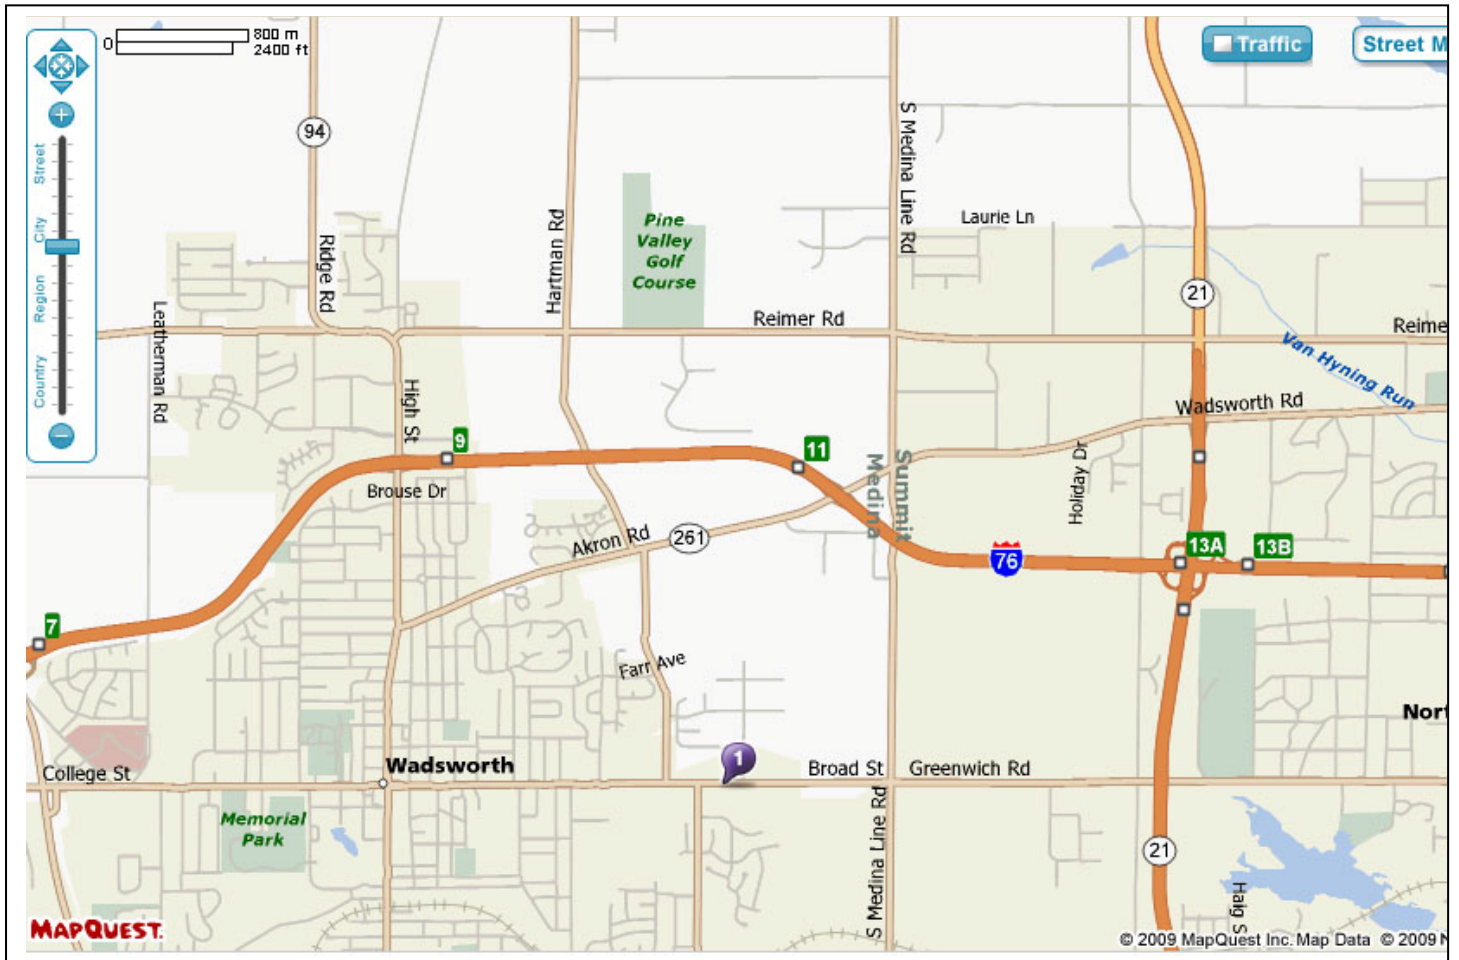 0
800 m
2400 ft
Traffic
Street M
Street
City
Region
Country
94
Ridge Rd
Hartman Rd
Pine
Valley
Golf
Course
S Medina Line Rd
Laurie Ln
21
Leatherman Rd
Reimer Rd
Reime
Van Hyning Run
High St
Wadsworth Rd
9
11
Summit
Medina
Holiday Dr
Brouse Dr
Akron Rd
261
76
13A
13B
7
Farr Ave
Nort
1
College St
Wadsworth
Broad St
Greenwich Rd
Memorial
Park
S Medina Line Rd
21
Haig S
MAPQUEST.
© 2009 MapQuest Inc. Map Data © 2009 N